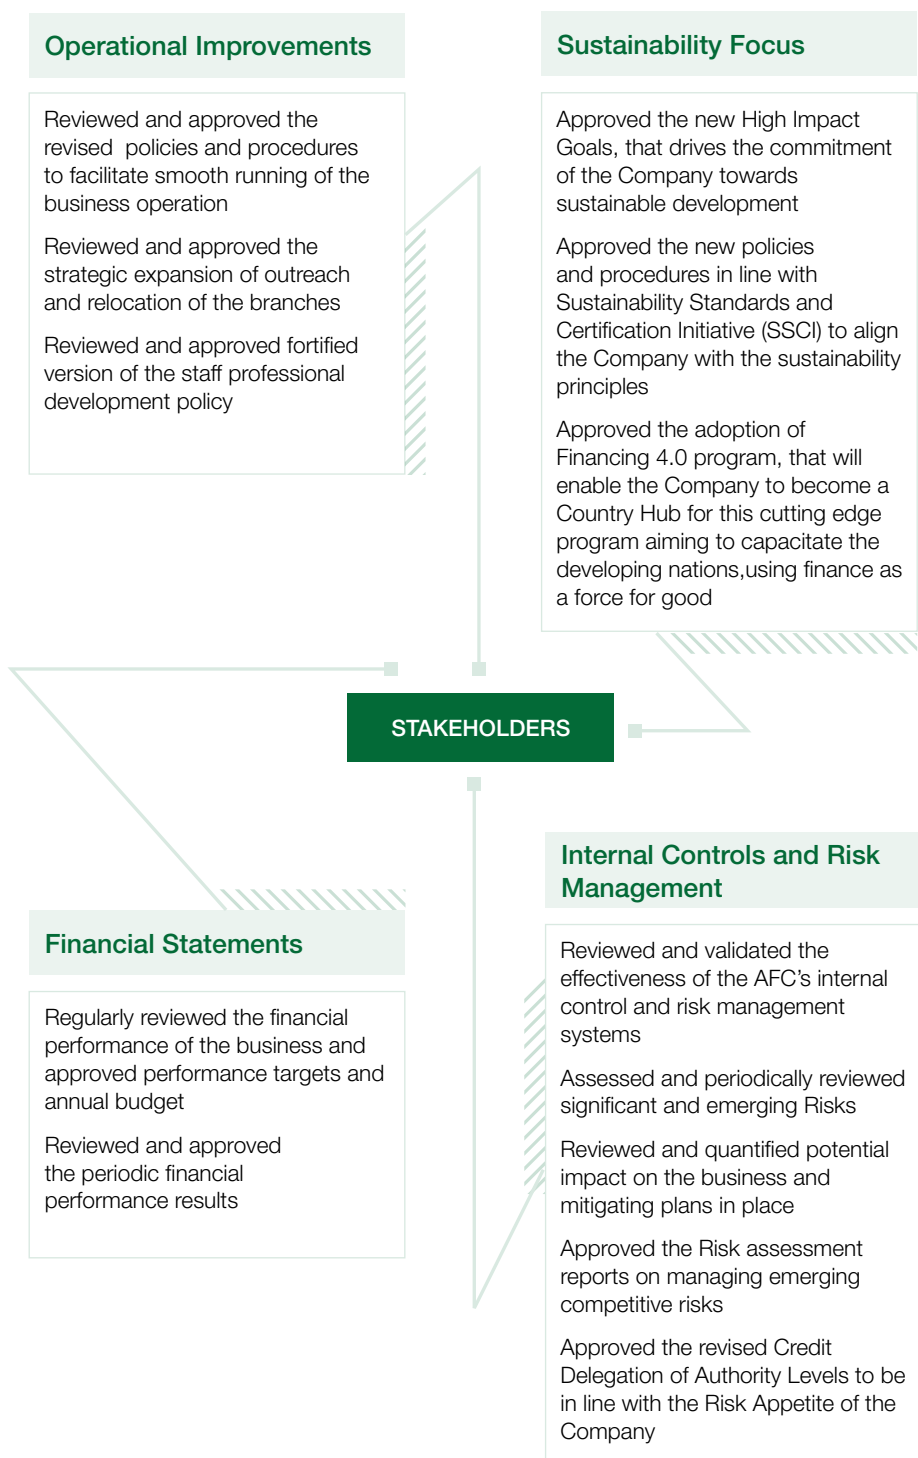 Operational Improvements
Reviewed and approved the
revised policies and procedures
to facilitate smooth running of the
business operation
Reviewed and approved the
strategic expansion of outreach
and relocation of the branches
Reviewed and approved fortified
version of the staff professional
development policy
Sustainability Focus
Approved the new High Impact
Goals, that drives the commitment
of the Company towards
sustainable development
Approved the new policies
and procedures in line with
Sustainability Standards and
Certification Initiative (SSCI) to align
the Company with the sustainability
principles
Approved the adoption of
Financing 4.0 program, that will
enable the Company to become a
Country Hub for this cutting edge
program aiming to capacitate the
developing nations,using finance as
a force for good
STAKEHOLDERS
Financial Statements
Regularly reviewed the financial
performance of the business and
approved performance targets and
annual budget
Reviewed and approved
the periodic financial
performance results
Internal Controls and Risk
Management
Reviewed and validated the
effectiveness of the AFC’s internal
control and risk management
systems
Assessed and periodically reviewed
significant and emerging Risks
Reviewed and quantified potential
impact on the business and
mitigating plans in place
Approved the Risk assessment
reports on managing emerging
competitive risks
Approved the revised Credit
Delegation of Authority Levels to be
in line with the Risk Appetite of the
Company